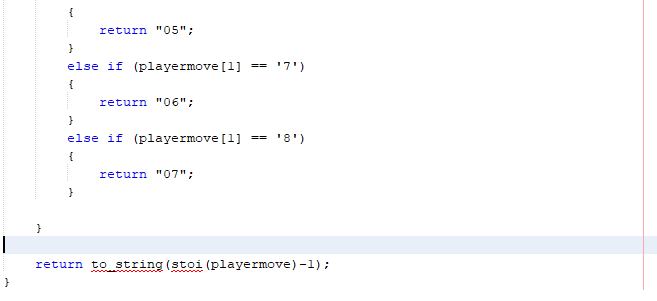 {
return "05";
}
else if (playermove[1] == '7')
{
return "06";
}
else if (playermove[1] == '8')
{
return "07";
}
}
return to_string(stoi(playermove)-1);
}